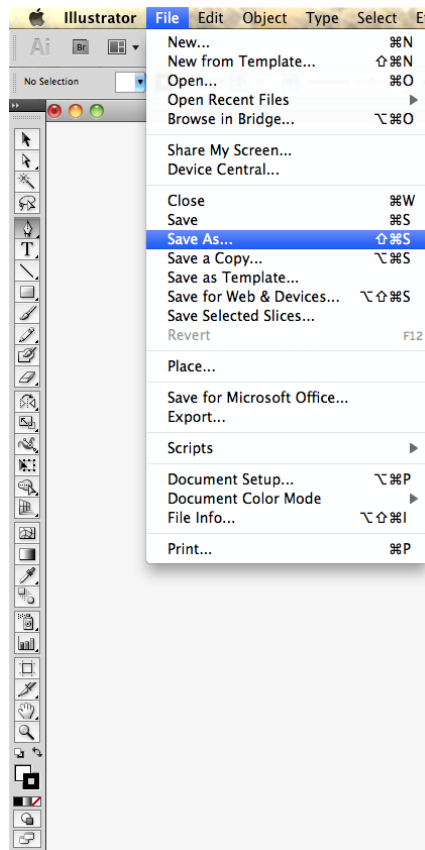 Illustrator File Edit Object Type Select
Ai Br
No Selection
New... ⌘N
New from Template... ⇧⌘N
Open... ⌘O
Open Recent Files ▶
Browse in Bridge... ⌥⌘O
Share My Screen...
Device Central...
Close ⌘W
Save ⌘S
Save As... ⇧⌘S
Save a Copy... ⌥⌘S
Save as Template...
Save for Web & Devices... ⌥⇧⌘S
Save Selected Slices...
Revert F12
Place...
Save for Microsoft Office...
Export...
Scripts ▶
Document Setup... ⌥⌘P
Document Color Mode ▶
File Info... ⌥⇧⌘I
Print... ⌘P
T